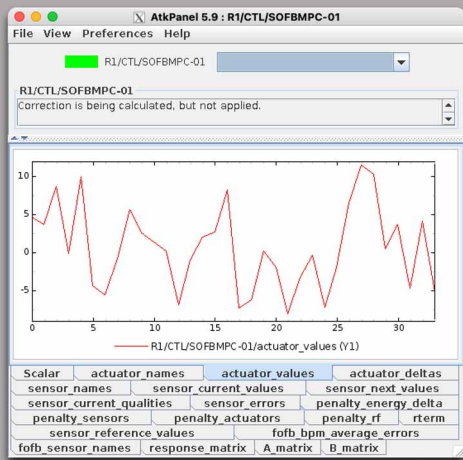 AtkPanel 5.9 : R1/CTL/SOFBMPC-01
File View Preferences Help
R1/CTL/SOFBMPC-01
R1/CTL/SOFBMPC-01
Correction is being calculated, but not applied.
10
5
0
-5
0 5 10 15 20 25 30
R1/CTL/SOFBMPC-01/actuator_values (Y1)
Scalar actuator_names actuator_values actuator_deltas
sensor_names sensor_current_values sensor_next_values
sensor_current_qualities sensor_errors penalty_energy_delta
penalty_sensors penalty_actuators penalty_rf rterm
sensor_reference_values fofb_bpm_average_errors
fofb_sensor_names response_matrix A_matrix B_matrix